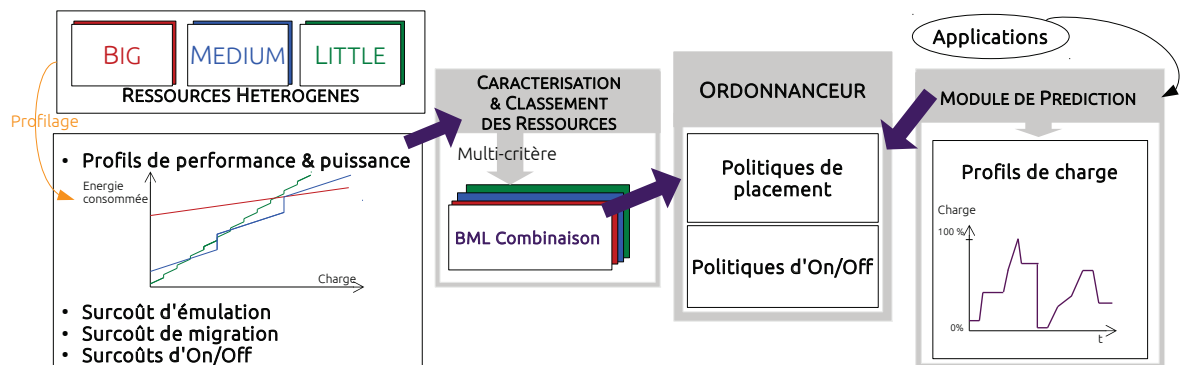 BIG
MEDIUM
LITTLE
RESSOURCES HETEROGENES
Profilage
• Profils de performance & puissance
Energie
consommée
Charge
• Surcoût d'émulation
• Surcoût de migration
• Surcoûts d'On/Off
CARACTERISATION
& CLASSEMENT
DES RESSOURCES
Multi-critère
BML Combinaison
ORDONNANCEUR
Politiques de
placement
Politiques d'On/Off
Applications
MODULE DE PREDICTION
Profils de charge
Charge
100 %
0%
t